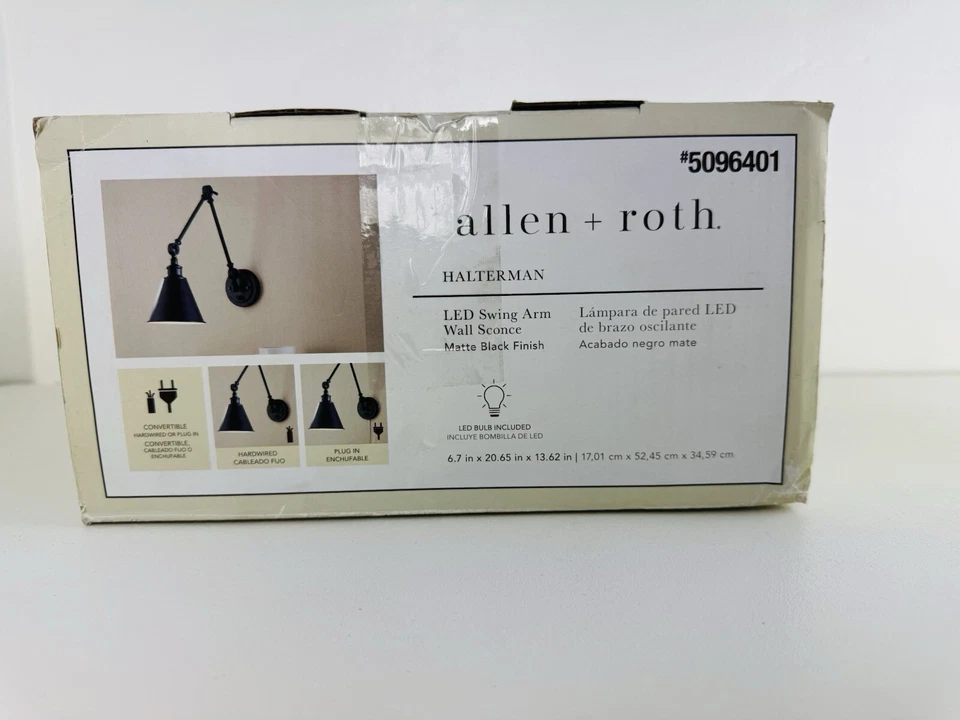 #5096401
allen + roth.
HALTERMAN
LED Swing Arm
Wall Sconce
Matte Black Finish
Lámpara de pared LED
de brazo oscilante
Acabado negro mate
LED BULB INCLUDED
INCLUYE BOMBILLA DE LED
6.7 in x 20.65 in x 13.62 in | 17,01 cm x 52,45 cm x 34,59 cm
CONVERTIBLE
HARDWIRED OR PLUG IN
CONVERTIBLE,
CABLEADO FIJO O
ENCHUFABLE
HARDWIRED
CABLEADO FIJO
PLUG IN
ENCHUFABLE